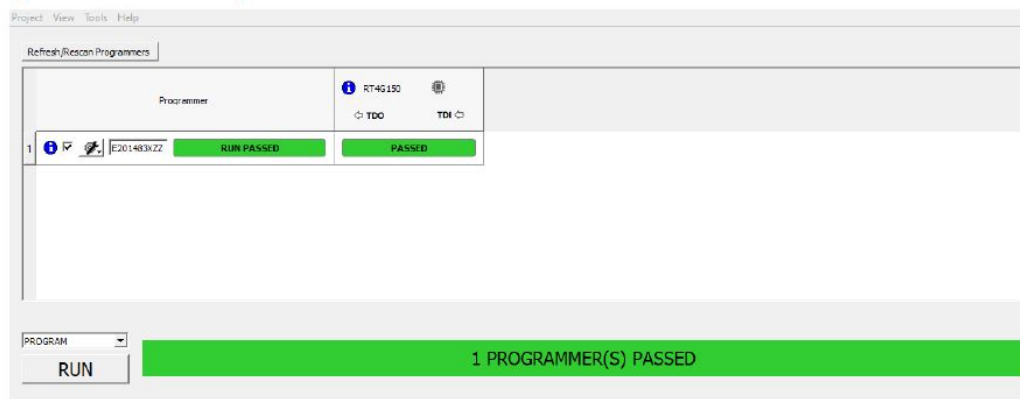 Project View Tools Help
Refresh/Rescan Programmers
Programmer
RT4G150
TDO TDI
1 E201483XZZ RUN PASSED PASSED
PROGRAM
RUN
1 PROGRAMMER(S) PASSED